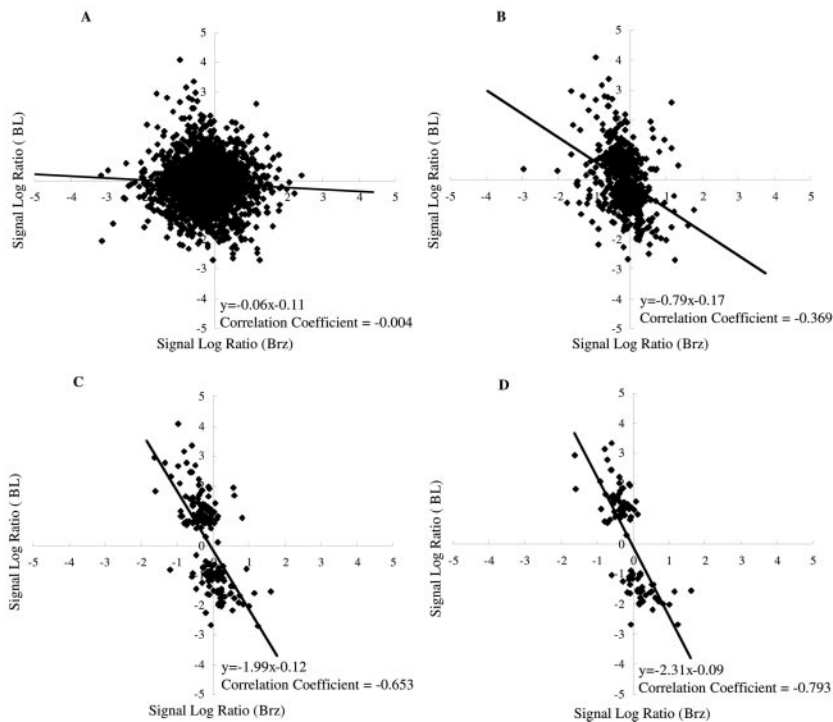 A
5
4
3
2
1
-5 -4 -3 -2 -1 1 2 3 4 5
-1
-2
-3
-4
-5
Signal Log Ratio ( BL)
y=-0.06x-0.11
Correlation Coefficient = -0.004
Signal Log Ratio (Brz)
B
5
4
3
-5 -4 -3 -2 -1 1 2 3 4 5
-2
-3
-4
-5
Signal Log Ratio ( BL)
y=-0.79x-0.17
Correlation Coefficient = -0.369
Signal Log Ratio (Brz)
C
5
4
3
2
1
0
-5 -4 -3 -2 -1 0 1 2 3 4 5
-2
-3
-4
-5
Signal Log Ratio ( BL)
y=-1.99x-0.12
Correlation Coefficient = -0.653
Signal Log Ratio (Brz)
D
5
4
3
2
1
0
-5 -4 -3 -2 -1 0 1 2 3 4 5
-1
-2
-3
-4
-5
Signal Log Ratio ( BL)
y=-2.31x-0.09
Correlation Coefficient = -0.793
Signal Log Ratio (Brz)